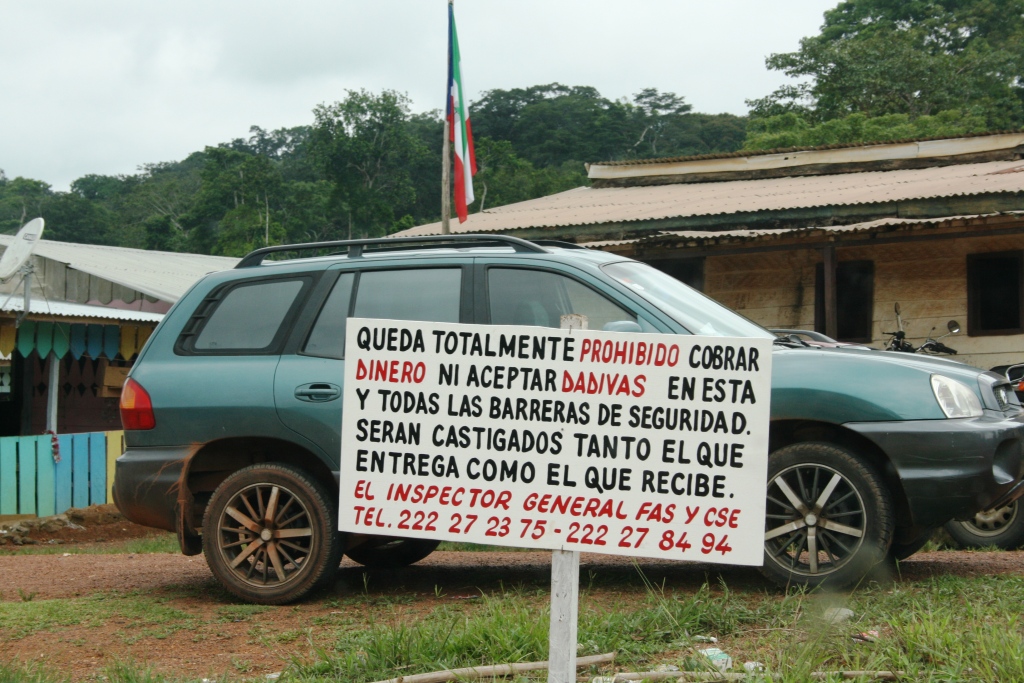 QUEDA TOTALMENTE PROHIBIDO COBRAR
DINERO NI ACEPTAR DADIVAS EN ESTA
Y TODAS LAS BARRERAS DE SEGURIDAD.
SERAN CASTIGADOS TANTO EL QUE
ENTREGA COMO EL QUE RECIBE.
EL INSPECTOR GENERAL FAS Y CSE
TEL. 222 27 23 75 - 222 27 84 94